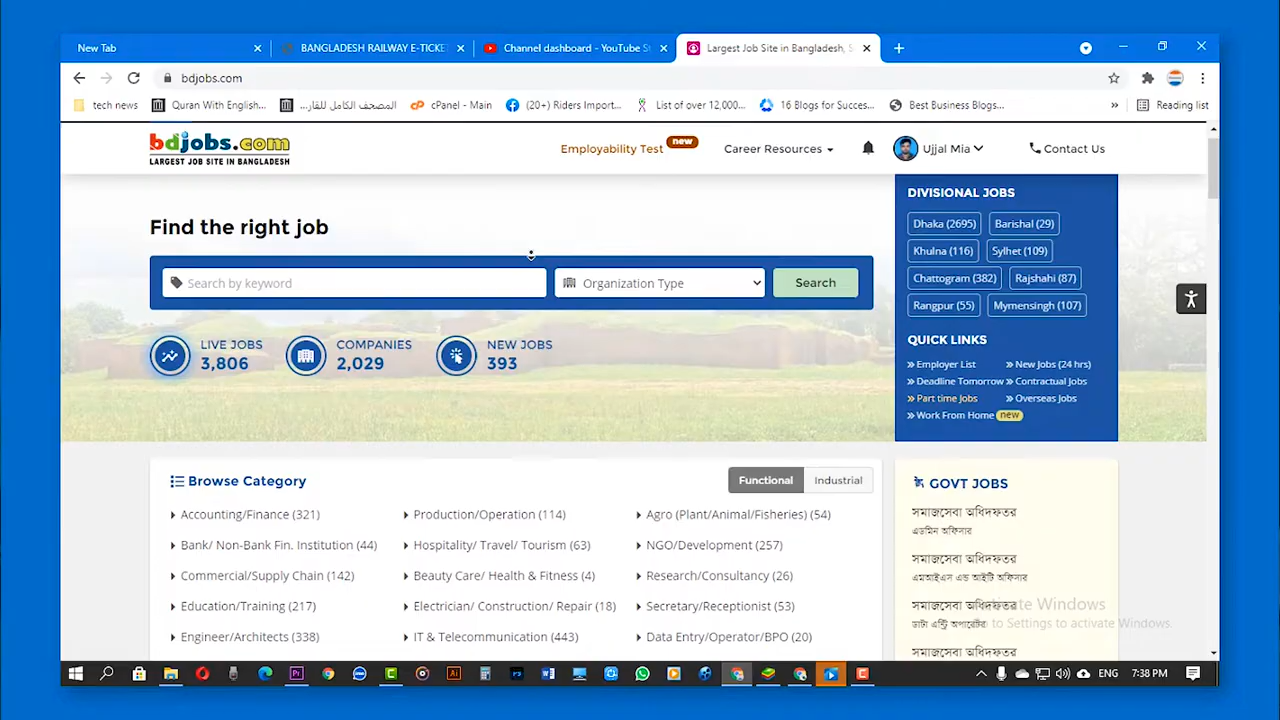 New Tab
BANGLADESH RAILWAY E-TICKE
Channel dashboard - YouTube St
Largest Job Site in Bangladesh, S
bdjobs.com
tech news
Quran With English...
المصحف الكامل للقار...
cPanel - Main
(20+) Riders Import...
List of over 12,000...
16 Blogs for Succes...
Best Business Blogs...
»
Reading list
bdjobs.com
LARGEST JOB SITE IN BANGLADESH
Employability Test new
Career Resources
Ujjal Mia
Contact Us
Find the right job
Search by keyword
Organization Type
Search
LIVE JOBS
3,806
COMPANIES
2,029
NEW JOBS
393
DIVISIONAL JOBS
Dhaka (2695) Barishal (29)
Khulna (116) Sylhet (109)
Chattogram (382) Rajshahi (87)
Rangpur (55) Mymensingh (107)
QUICK LINKS
» Employer List » New Jobs (24 hrs)
» Deadline Tomorrow » Contractual Jobs
» Part time Jobs » Overseas Jobs
» Work From Home new
Browse Category
Functional Industrial
Accounting/Finance (321) Production/Operation (114) Agro (Plant/Animal/Fisheries) (54)
Bank/ Non-Bank Fin. Institution (44) Hospitality/ Travel/ Tourism (63) NGO/Development (257)
Commercial/Supply Chain (142) Beauty Care/ Health & Fitness (4) Research/Consultancy (26)
Education/Training (217) Electrician/ Construction/ Repair (18) Secretary/Receptionist (53)
Engineer/Architects (338) IT & Telecommunication (443) Data Entry/Operator/BPO (20)
GOVT JOBS
সমাজসেবা অধিদফতর
এডমিন অফিসার
সমাজসেবা অধিদফতর
এমআইএস এন্ড আইটি অফিসার
সমাজসেবা অধিদফতর
ডাটা এন্ট্রি অপারেটর
সমাজসেবা অধিদফতর
Activate Windows
Go to Settings to activate Windows.
ENG
7:38 PM